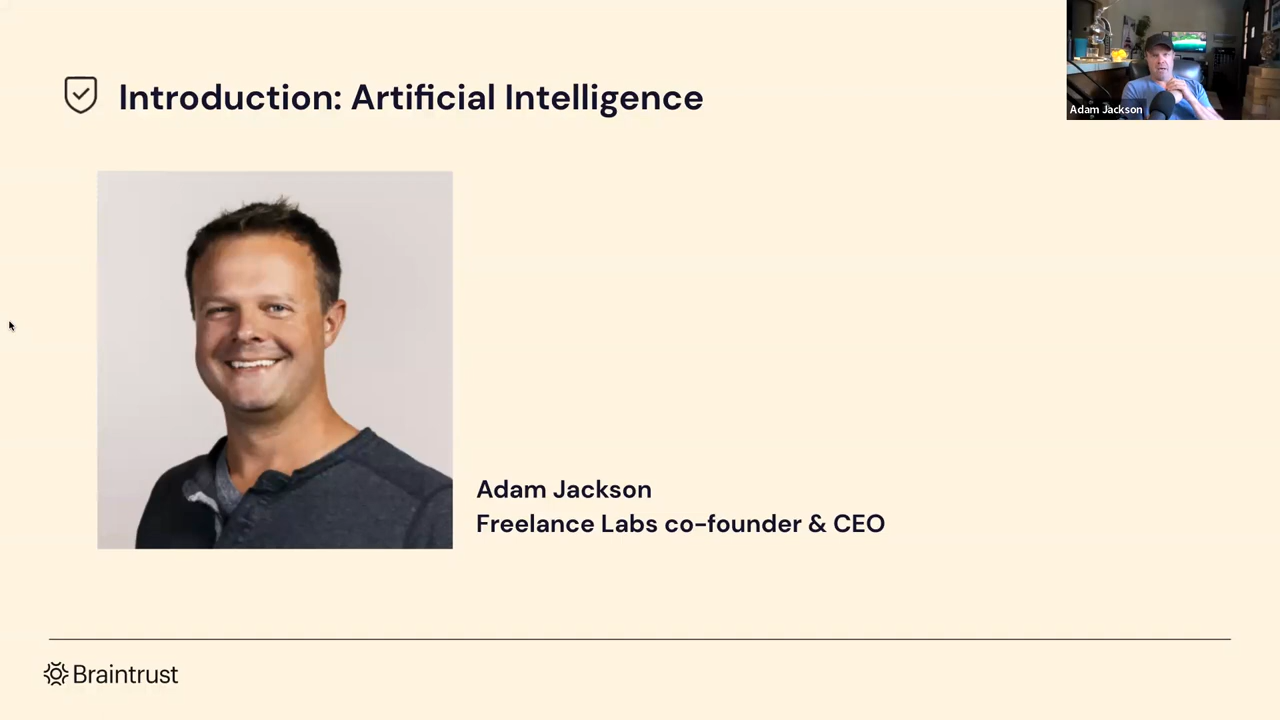 Introduction: Artificial Intelligence
Adam Jackson
Adam Jackson
Freelance Labs co-founder & CEO
Braintrust